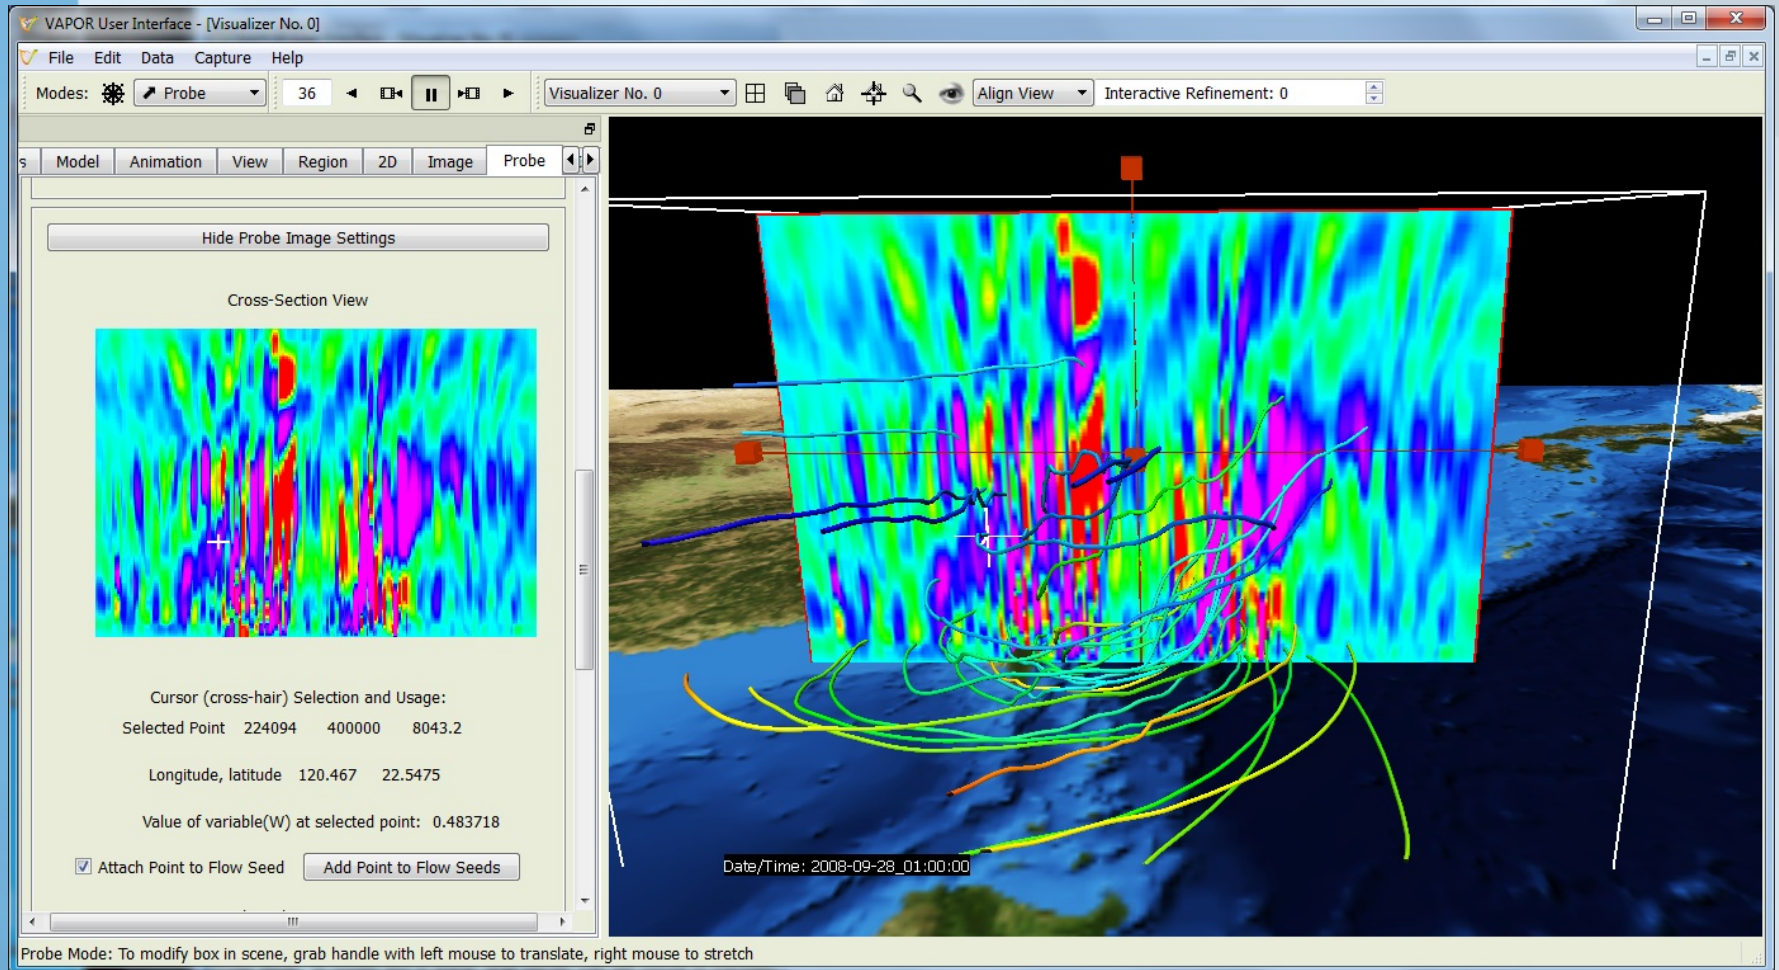 VAPOR User Interface - [Visualizer No. 0]
File Edit Data Capture Help
Modes: Probe 36 Visualizer No. 0 Align View Interactive Refinement: 0
s Model Animation View Region 2D Image Probe
Hide Probe Image Settings
Cross-Section View
Cursor (cross-hair) Selection and Usage:
Selected Point 224094 400000 8043.2
Longitude, latitude 120.467 22.5475
Value of variable(W) at selected point: 0.483718
Attach Point to Flow Seed Add Point to Flow Seeds
Date/Time: 2008-09-28_01:00:00
Probe Mode: To modify box in scene, grab handle with left mouse to translate, right mouse to stretch